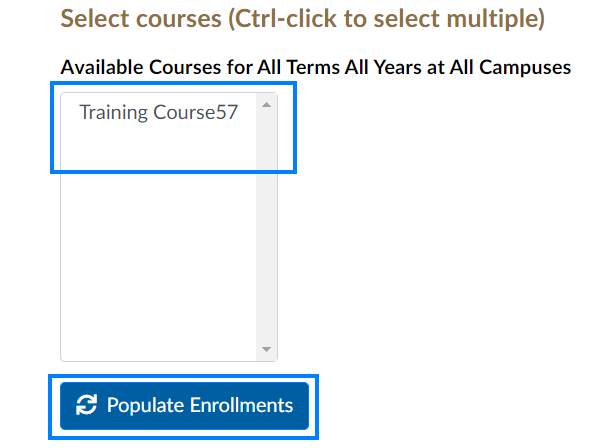 Select courses (Ctrl-click to select multiple)
Available Courses for All Terms All Years at All Campuses
Training Course57
Populate Enrollments